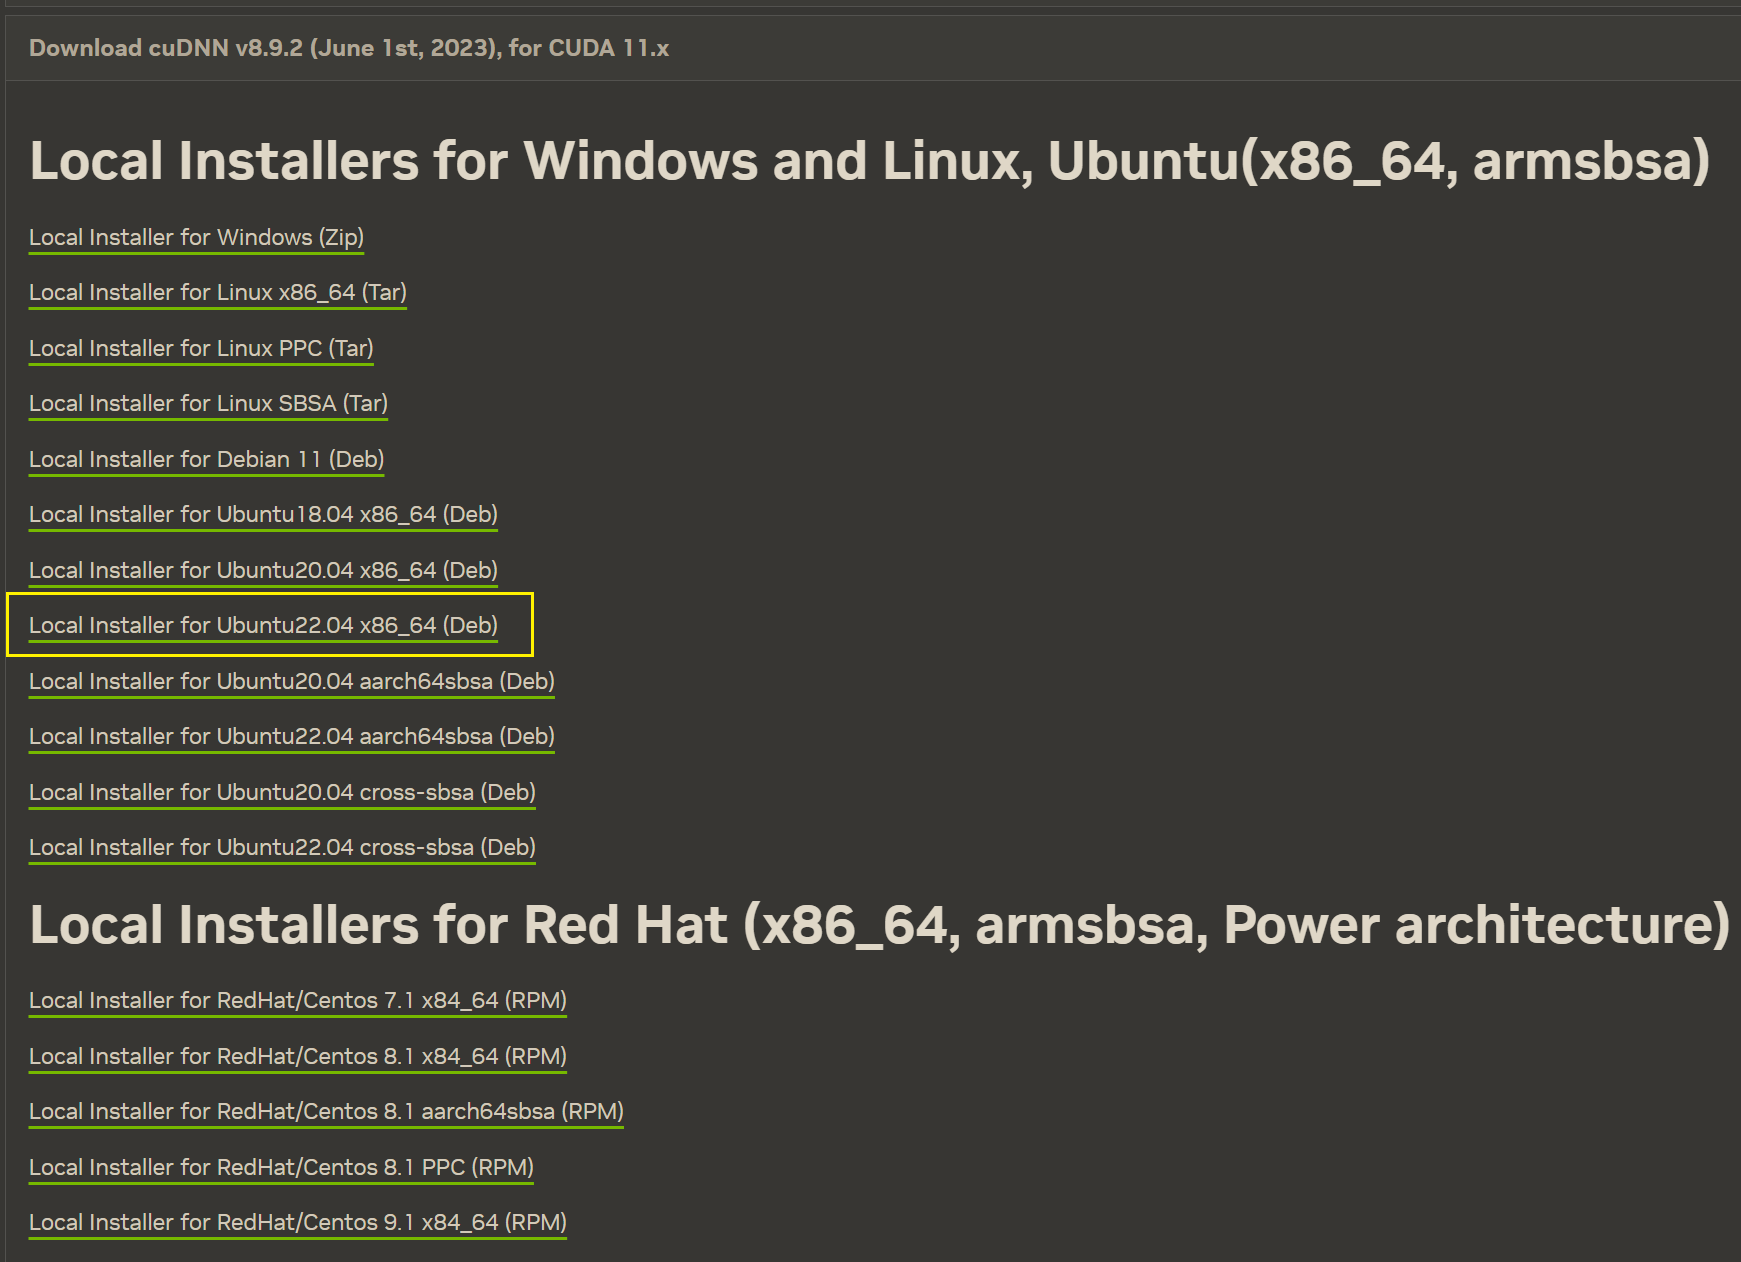 Download cuDNN v8.9.2 (June 1st, 2023), for CUDA 11.x
Local Installers for Windows and Linux, Ubuntu(x86_64, armsbsa)
Local Installer for Windows (Zip)
Local Installer for Linux x86_64 (Tar)
Local Installer for Linux PPC (Tar)
Local Installer for Linux SBSA (Tar)
Local Installer for Debian 11 (Deb)
Local Installer for Ubuntu18.04 x86_64 (Deb)
Local Installer for Ubuntu20.04 x86_64 (Deb)
Local Installer for Ubuntu22.04 x86_64 (Deb)
Local Installer for Ubuntu20.04 aarch64sbsa (Deb)
Local Installer for Ubuntu22.04 aarch64sbsa (Deb)
Local Installer for Ubuntu20.04 cross-sbsa (Deb)
Local Installer for Ubuntu22.04 cross-sbsa (Deb)
Local Installers for Red Hat (x86_64, armsbsa, Power architecture)
Local Installer for RedHat/Centos 7.1 x84_64 (RPM)
Local Installer for RedHat/Centos 8.1 x84_64 (RPM)
Local Installer for RedHat/Centos 8.1 aarch64sbsa (RPM)
Local Installer for RedHat/Centos 8.1 PPC (RPM)
Local Installer for RedHat/Centos 9.1 x84_64 (RPM)